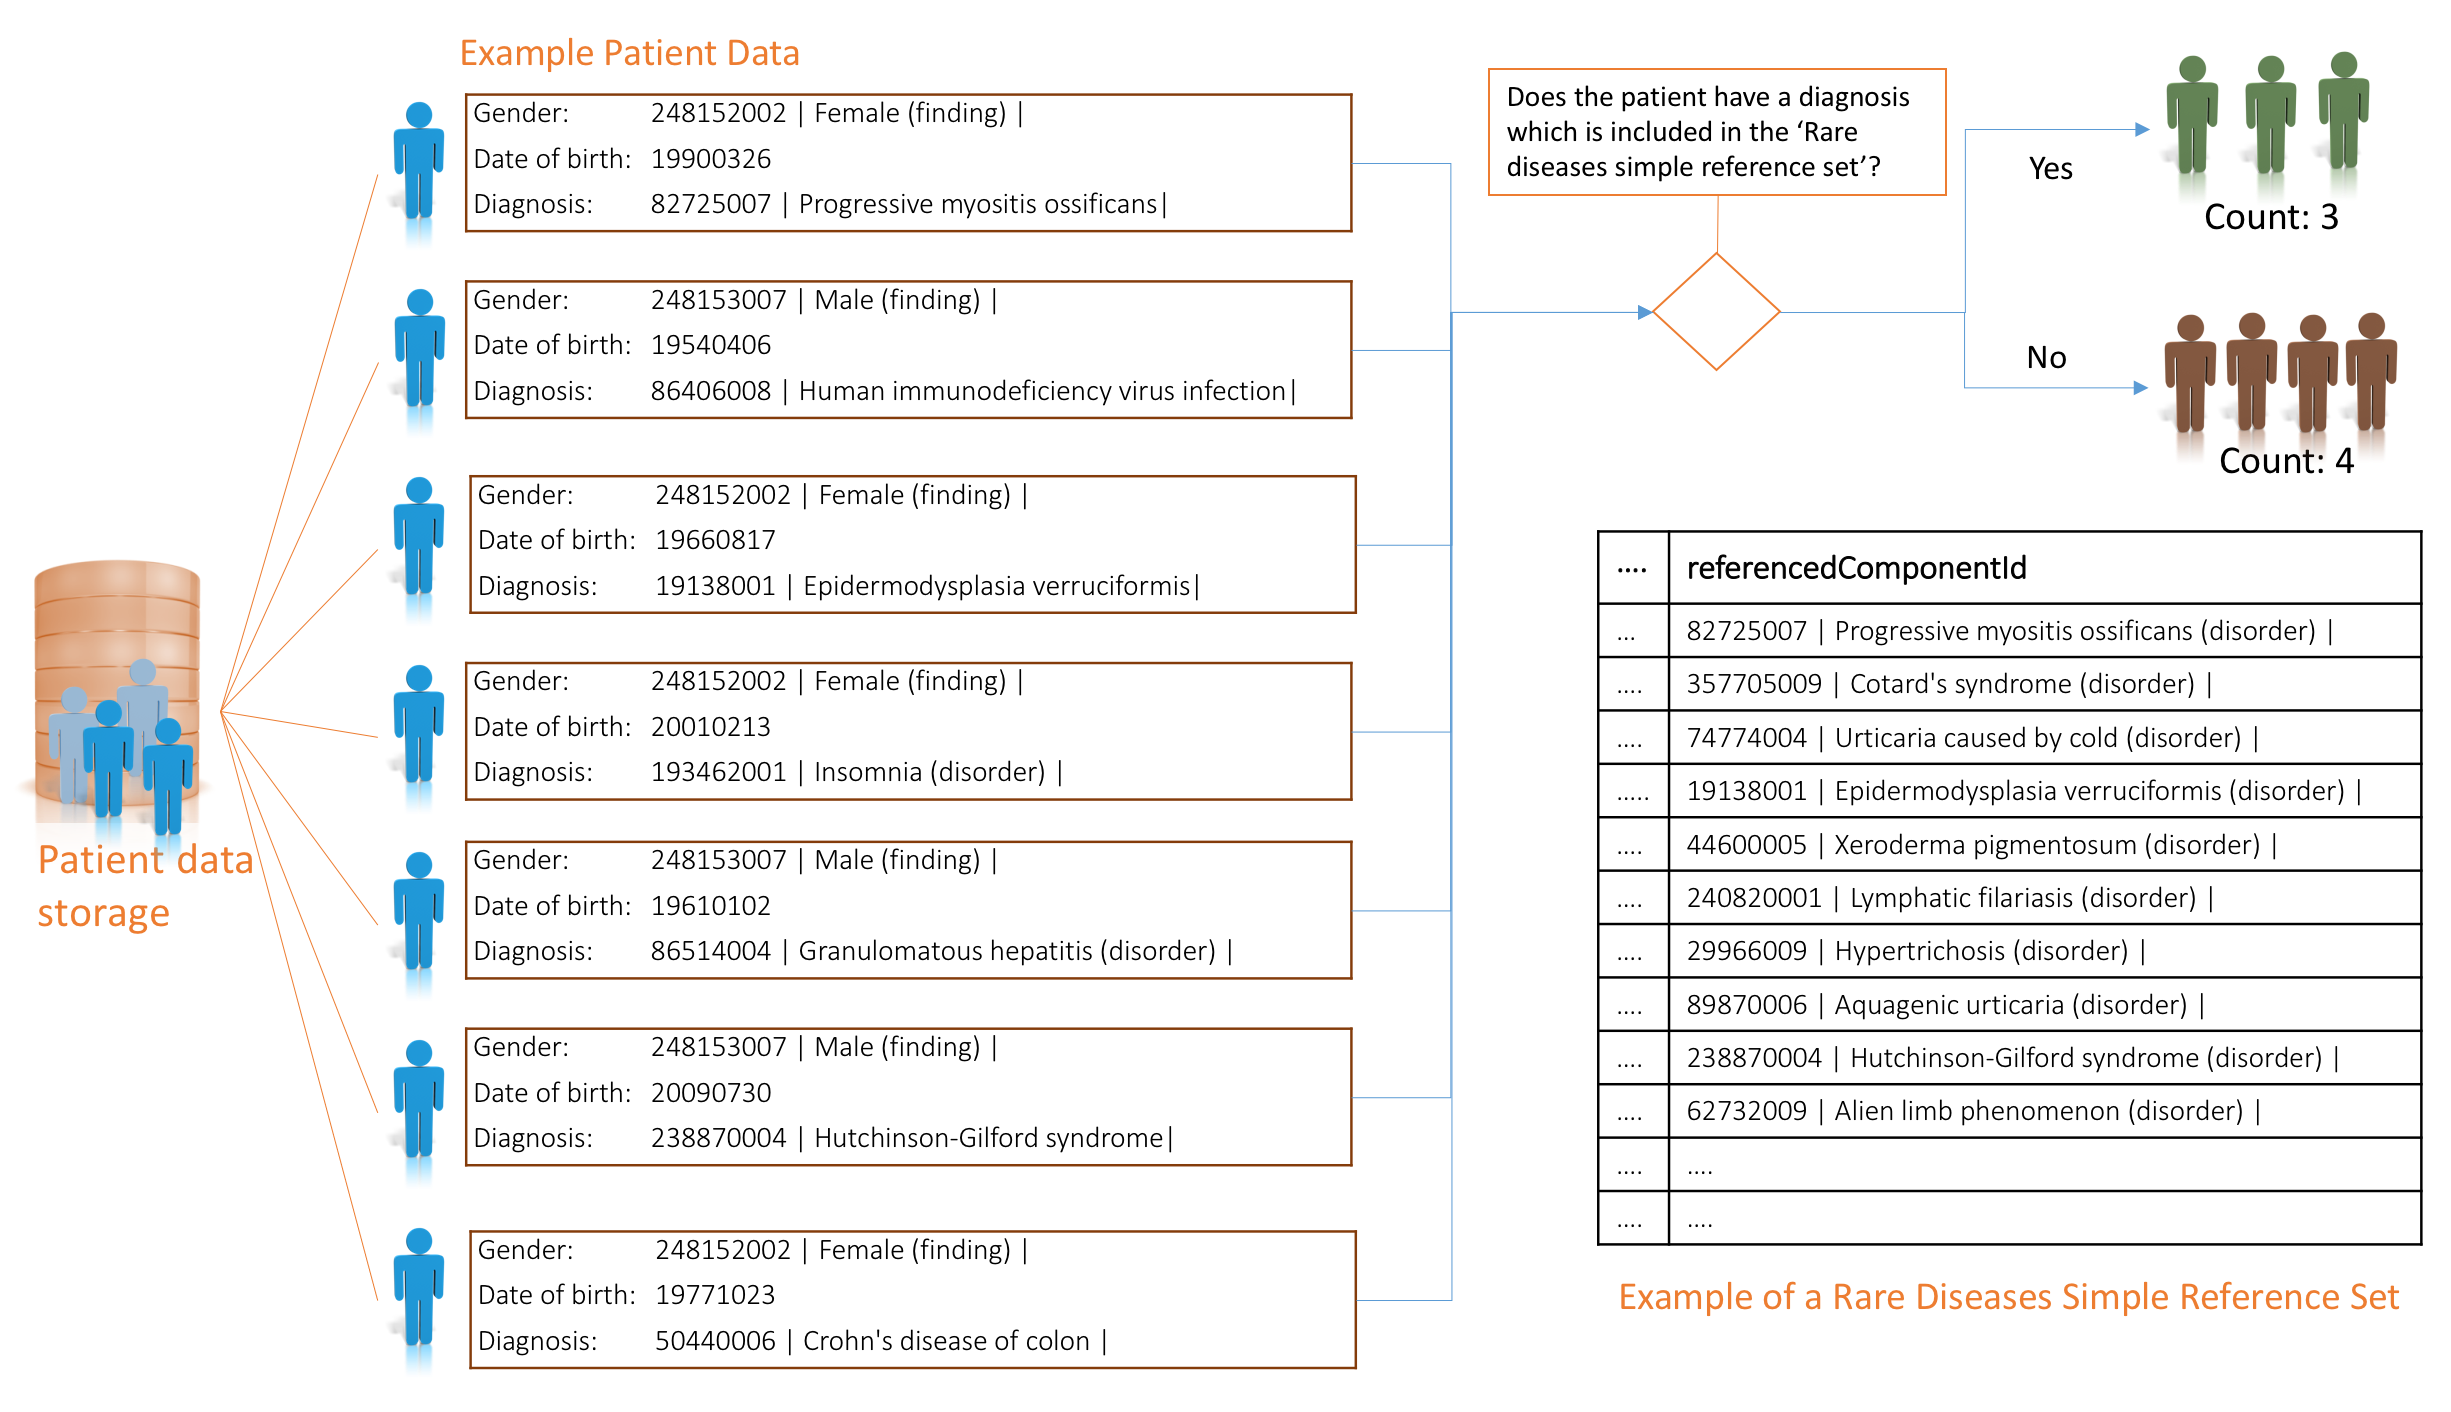 Example Patient Data
Gender: 248152002 | Female (finding) |
Date of birth: 19900326
Diagnosis: 82725007 | Progressive myositis ossificans|
Gender: 248153007 | Male (finding) |
Date of birth: 19540406
Diagnosis: 86406008 | Human immunodeficiency virus infection|
Gender: 248152002 | Female (finding) |
Date of birth: 19660817
Diagnosis: 19138001 | Epidermodysplasia verruciformis|
Gender: 248152002 | Female (finding) |
Date of birth: 20010213
Diagnosis: 193462001 | Insomnia (disorder) |
Gender: 248153007 | Male (finding) |
Date of birth: 19610102
Diagnosis: 86514004 | Granulomatous hepatitis (disorder) |
Gender: 248153007 | Male (finding) |
Date of birth: 20090730
Diagnosis: 238870004 | Hutchinson-Gilford syndrome|
Gender: 248152002 | Female (finding) |
Date of birth: 19771023
Diagnosis: 50440006 | Crohn's disease of colon |
Patient data
storage
Does the patient have a diagnosis
which is included in the ‘Rare
diseases simple reference set’?
Yes
Count: 3
No
Count: 4
.... referencedComponentId
... 82725007 | Progressive myositis ossificans (disorder) |
.... 357705009 | Cotard's syndrome (disorder) |
.... 74774004 | Urticaria caused by cold (disorder) |
..... 19138001 | Epidermodysplasia verruciformis (disorder) |
.... 44600005 | Xeroderma pigmentosum (disorder) |
.... 240820001 | Lymphatic filariasis (disorder) |
.... 29966009 | Hypertrichosis (disorder) |
.... 89870006 | Aquagenic urticaria (disorder) |
.... 238870004 | Hutchinson-Gilford syndrome (disorder) |
.... 62732009 | Alien limb phenomenon (disorder) |
.... ....
.... ....
Example of a Rare Diseases Simple Reference Set